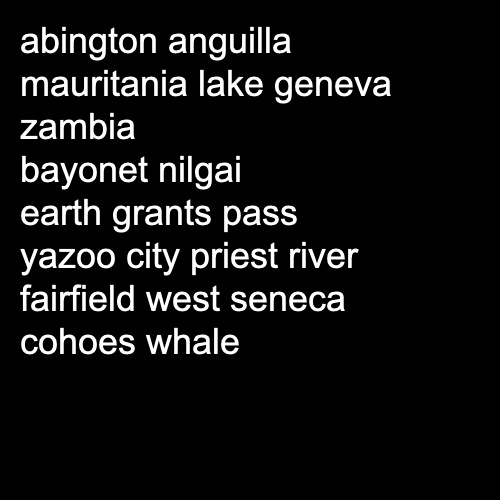 abington anguilla
mauritania lake geneva
zambia
bayonet nilgai
earth grants pass
yazoo city priest river
fairfield west seneca
cohoes whale